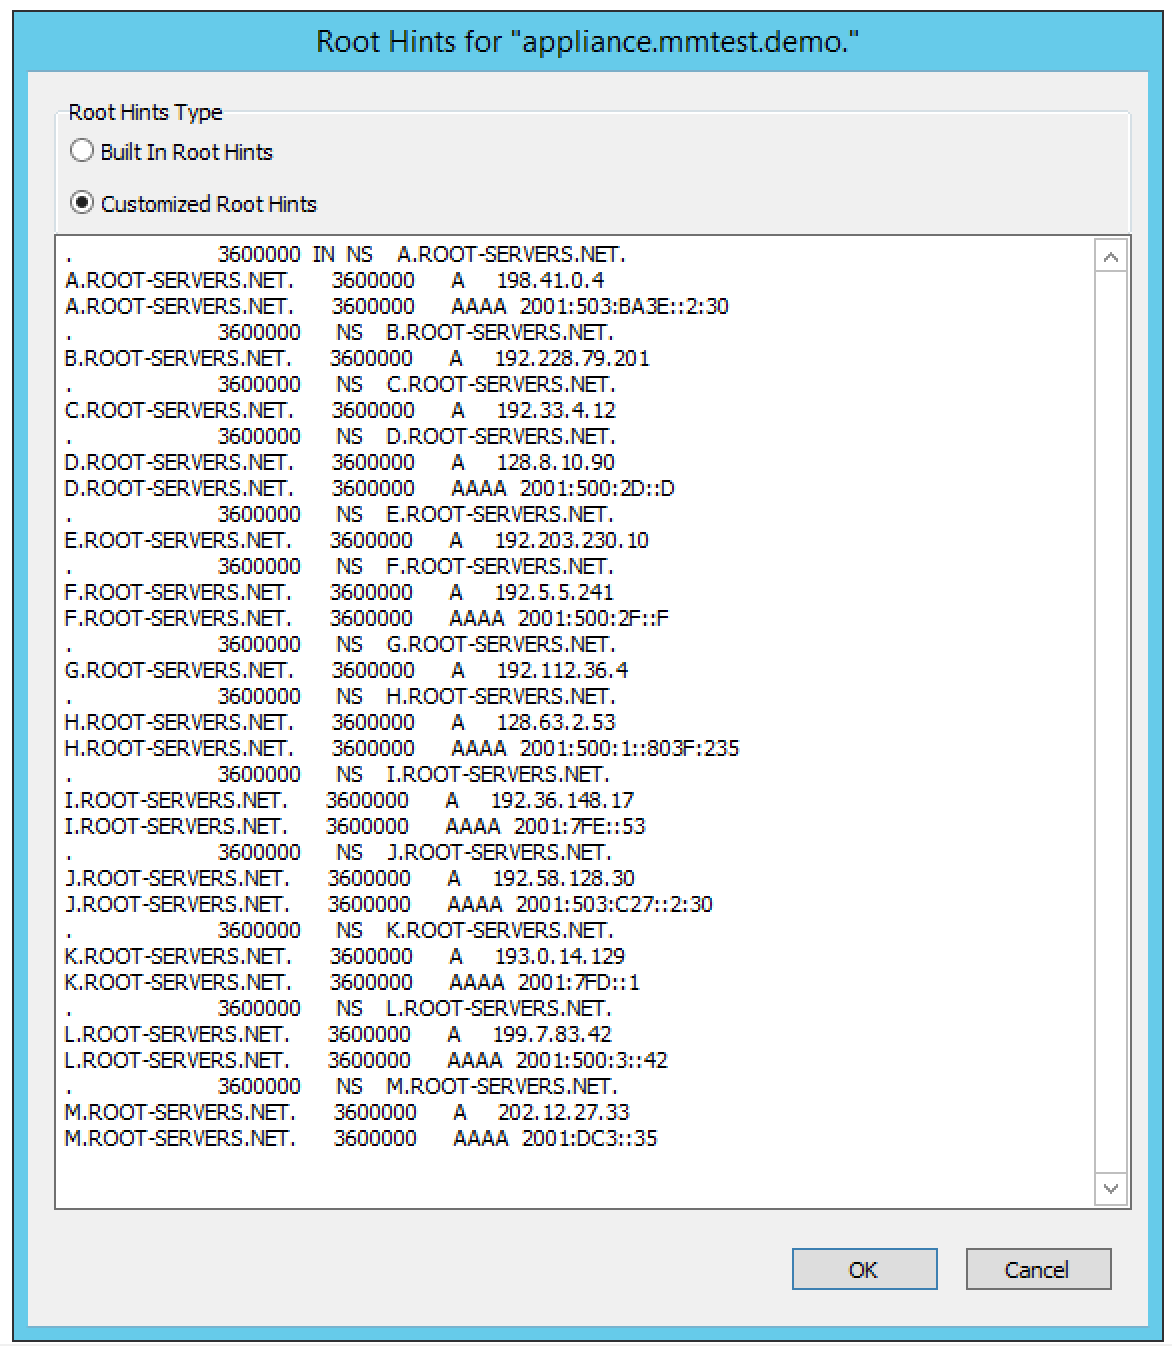 Root Hints for "appliance.mmtest.demo."
Root Hints Type
Built In Root Hints
Customized Root Hints
. 3600000 IN NS A.ROOT-SERVERS.NET.
A.ROOT-SERVERS.NET. 3600000 A 198.41.0.4
A.ROOT-SERVERS.NET. 3600000 AAAA 2001:503:BA3E::2:30
. 3600000 NS B.ROOT-SERVERS.NET.
B.ROOT-SERVERS.NET. 3600000 A 192.228.79.201
. 3600000 NS C.ROOT-SERVERS.NET.
C.ROOT-SERVERS.NET. 3600000 A 192.33.4.12
. 3600000 NS D.ROOT-SERVERS.NET.
D.ROOT-SERVERS.NET. 3600000 A 128.8.10.90
D.ROOT-SERVERS.NET. 3600000 AAAA 2001:500:2D::D
. 3600000 NS E.ROOT-SERVERS.NET.
E.ROOT-SERVERS.NET. 3600000 A 192.203.230.10
. 3600000 NS F.ROOT-SERVERS.NET.
F.ROOT-SERVERS.NET. 3600000 A 192.5.5.241
F.ROOT-SERVERS.NET. 3600000 AAAA 2001:500:2F::F
. 3600000 NS G.ROOT-SERVERS.NET.
G.ROOT-SERVERS.NET. 3600000 A 192.112.36.4
. 3600000 NS H.ROOT-SERVERS.NET.
H.ROOT-SERVERS.NET. 3600000 A 128.63.2.53
H.ROOT-SERVERS.NET. 3600000 AAAA 2001:500:1::803F:235
. 3600000 NS I.ROOT-SERVERS.NET.
I.ROOT-SERVERS.NET. 3600000 A 192.36.148.17
I.ROOT-SERVERS.NET. 3600000 AAAA 2001:7FE::53
. 3600000 NS J.ROOT-SERVERS.NET.
J.ROOT-SERVERS.NET. 3600000 A 192.58.128.30
J.ROOT-SERVERS.NET. 3600000 AAAA 2001:503:C27::2:30
. 3600000 NS K.ROOT-SERVERS.NET.
K.ROOT-SERVERS.NET. 3600000 A 193.0.14.129
K.ROOT-SERVERS.NET. 3600000 AAAA 2001:7FD::1
. 3600000 NS L.ROOT-SERVERS.NET.
L.ROOT-SERVERS.NET. 3600000 A 199.7.83.42
L.ROOT-SERVERS.NET. 3600000 AAAA 2001:500:3::42
. 3600000 NS M.ROOT-SERVERS.NET.
M.ROOT-SERVERS.NET. 3600000 A 202.12.27.33
M.ROOT-SERVERS.NET. 3600000 AAAA 2001:DC3::35
OK Cancel